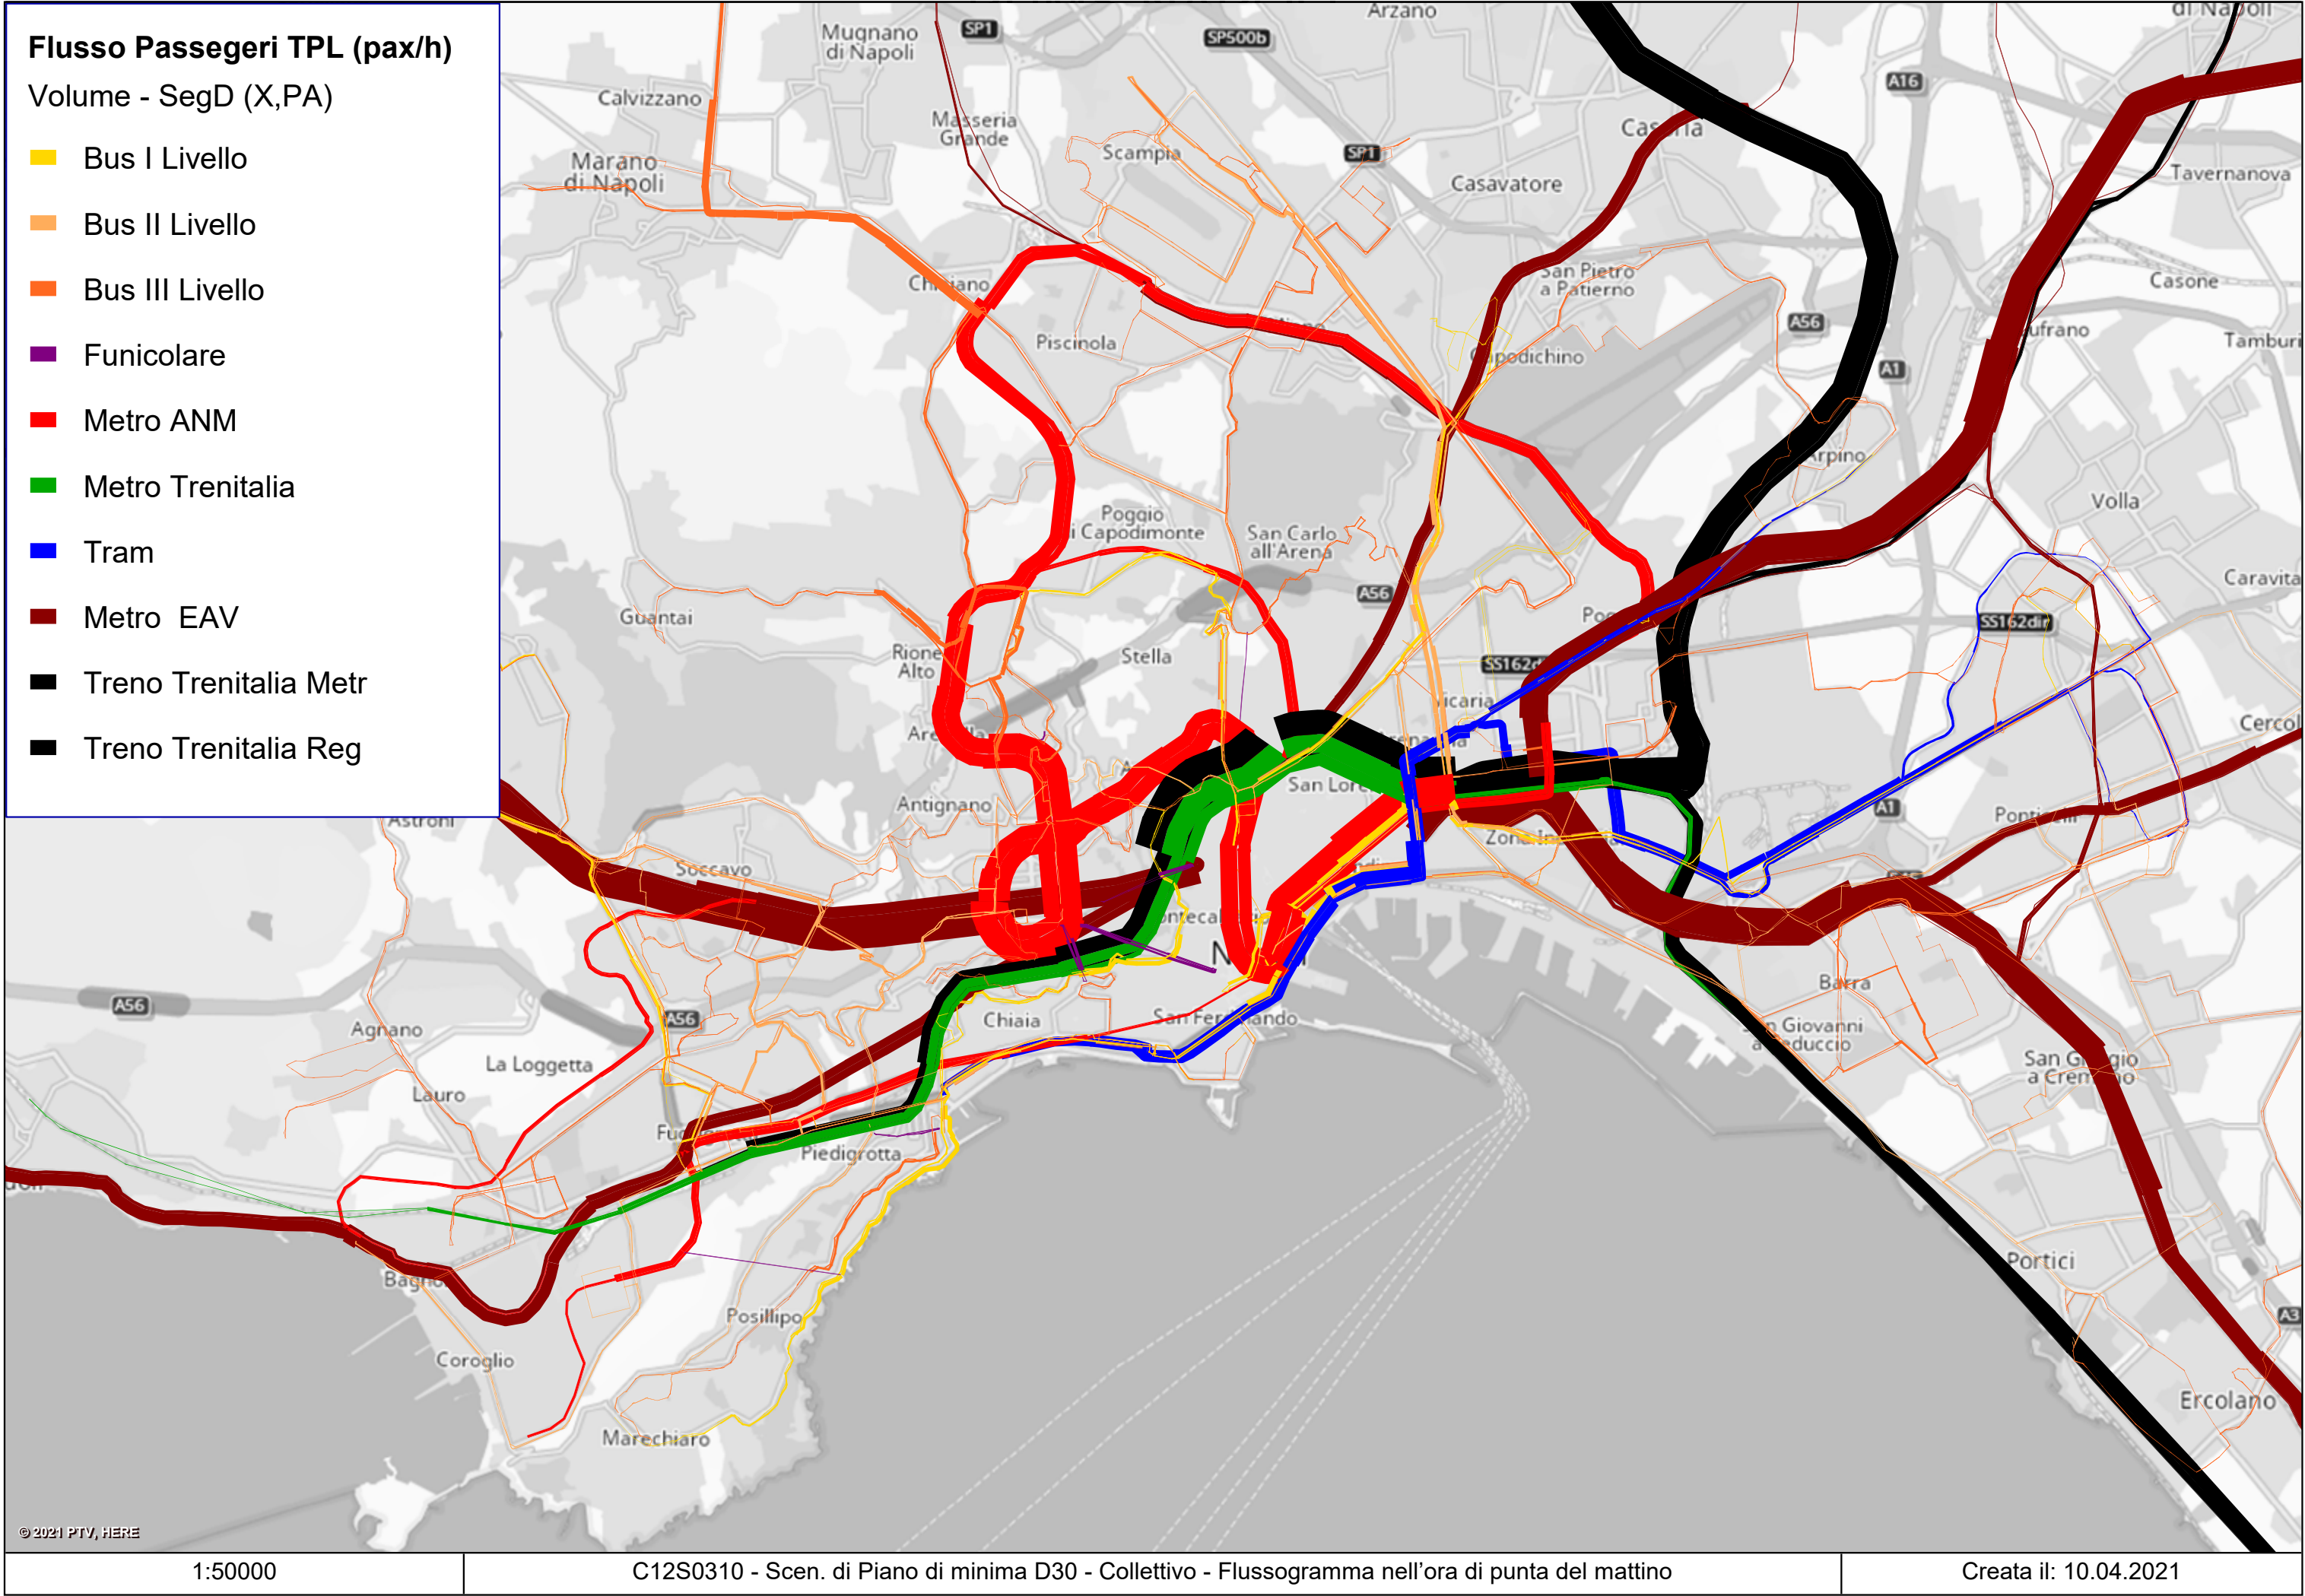 Flusso Passegeri TPL (pax/h)
Volume - SegD (X,PA)
Bus I Livello
Bus II Livello
Bus III Livello
Funicolare
Metro ANM
Metro Trenitalia
Tram
Metro  EAV
Treno Trenitalia Metr
Treno Trenitalia Reg
Arzano
di Napoli
Mugnano
di Napoli
SP1
SP500b
A16
Calvizzano
Masseria
Grande
Marano
di Napoli
Scampia
SP1
Casavatore
Tavernanova
San Pietro
a Patierno
Casone
A56
Piscinola
A1
Volla
Poggio
San Carlo
all'Arena
A56
Guantai
SS162dir
Rione
Alto
Stella
Antignano
A1
Soccavo
A56
Agnano
A56
Chiaia
Barra
La Loggetta
Lauro
Piedigrotta
Portici
Posillipo
A3
Coroglio
Ercolano
Marechiaro
© 2021 PTV, HERE
1:50000
C12S0310 - Scen. di Piano di minima D30 - Collettivo - Flussogramma nell’ora di punta del mattino
Creata il: 10.04.2021